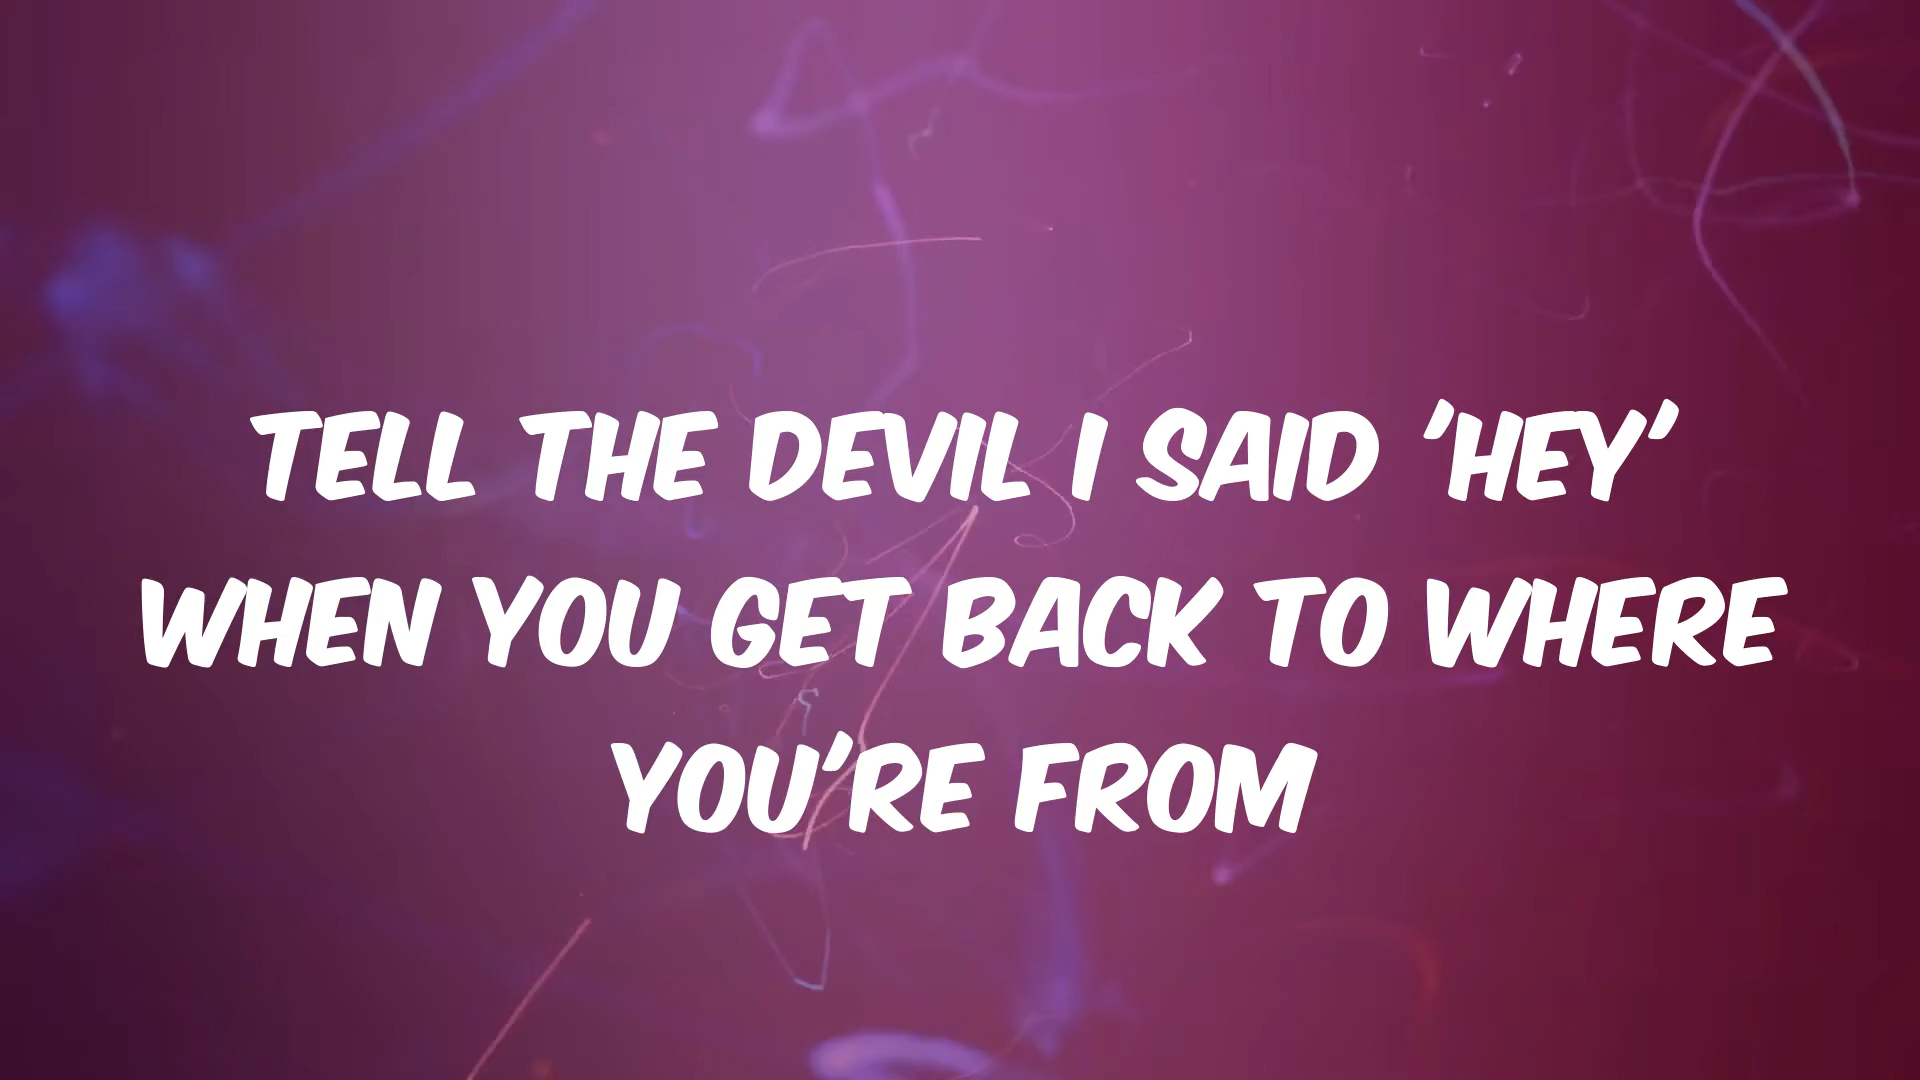 TELL THE DEVIL I SAID 'HEY'
WHEN YOU GET BACK TO WHERE
YOU'RE FROM